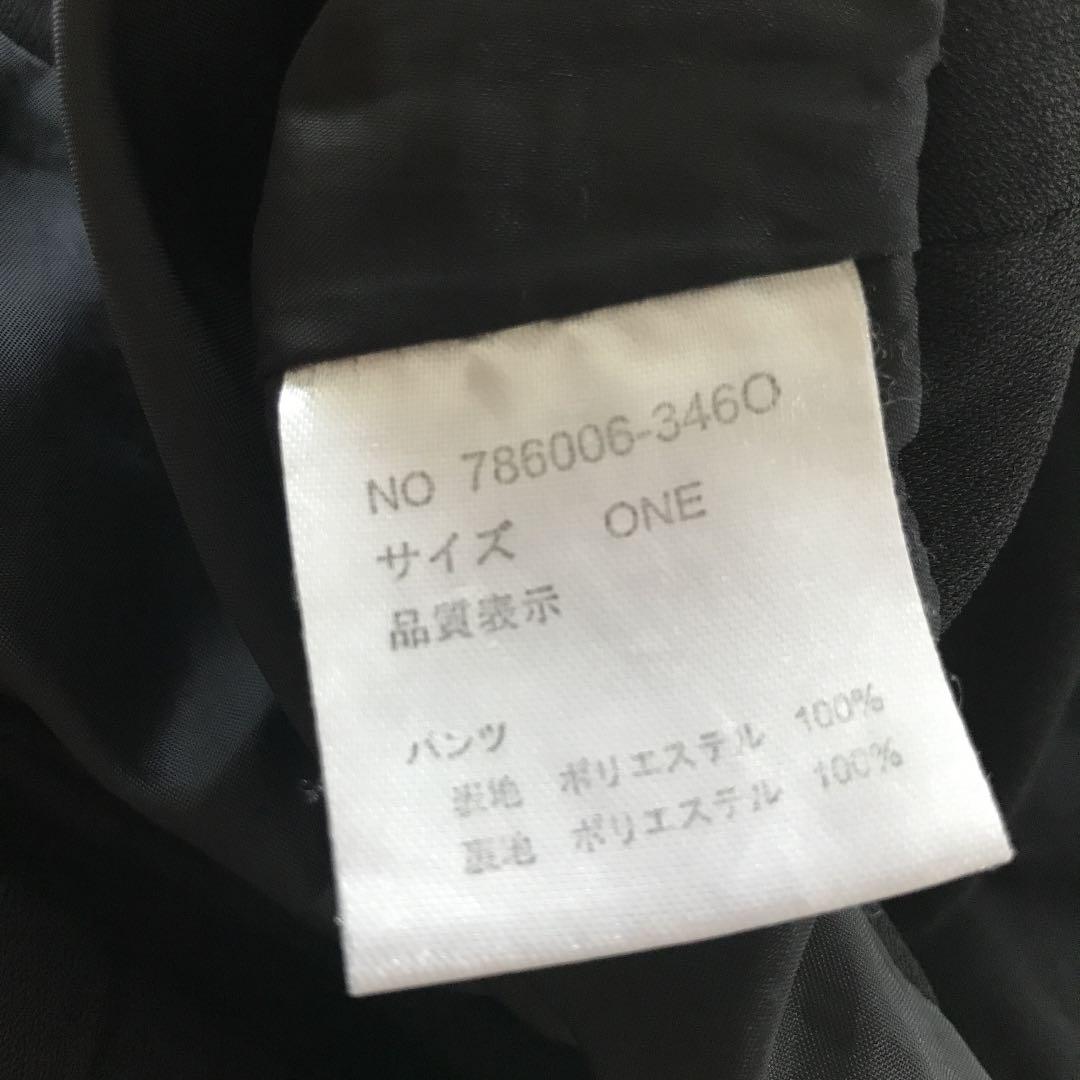 NO 786006-346O
サイズ ONE
品質表示
パンツ
表地 ポリエステル 100%
裏地 ポリエステル 100%